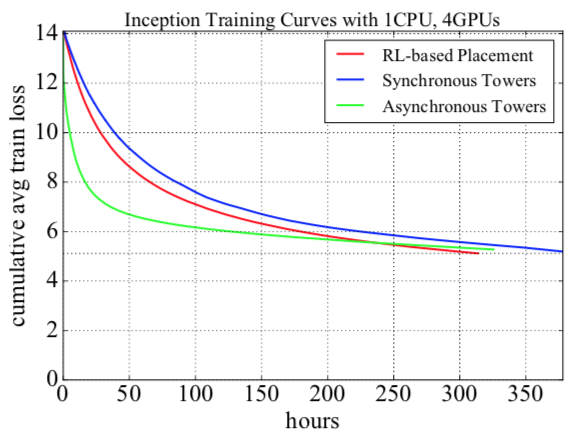 Inception Training Curves with 1CPU, 4GPUs
RL-based Placement
Synchronous Towers
Asynchronous Towers
cumulative avg train loss
14
12
10
8
6
4
2
0
0 50 100 150 200 250 300 350
hours